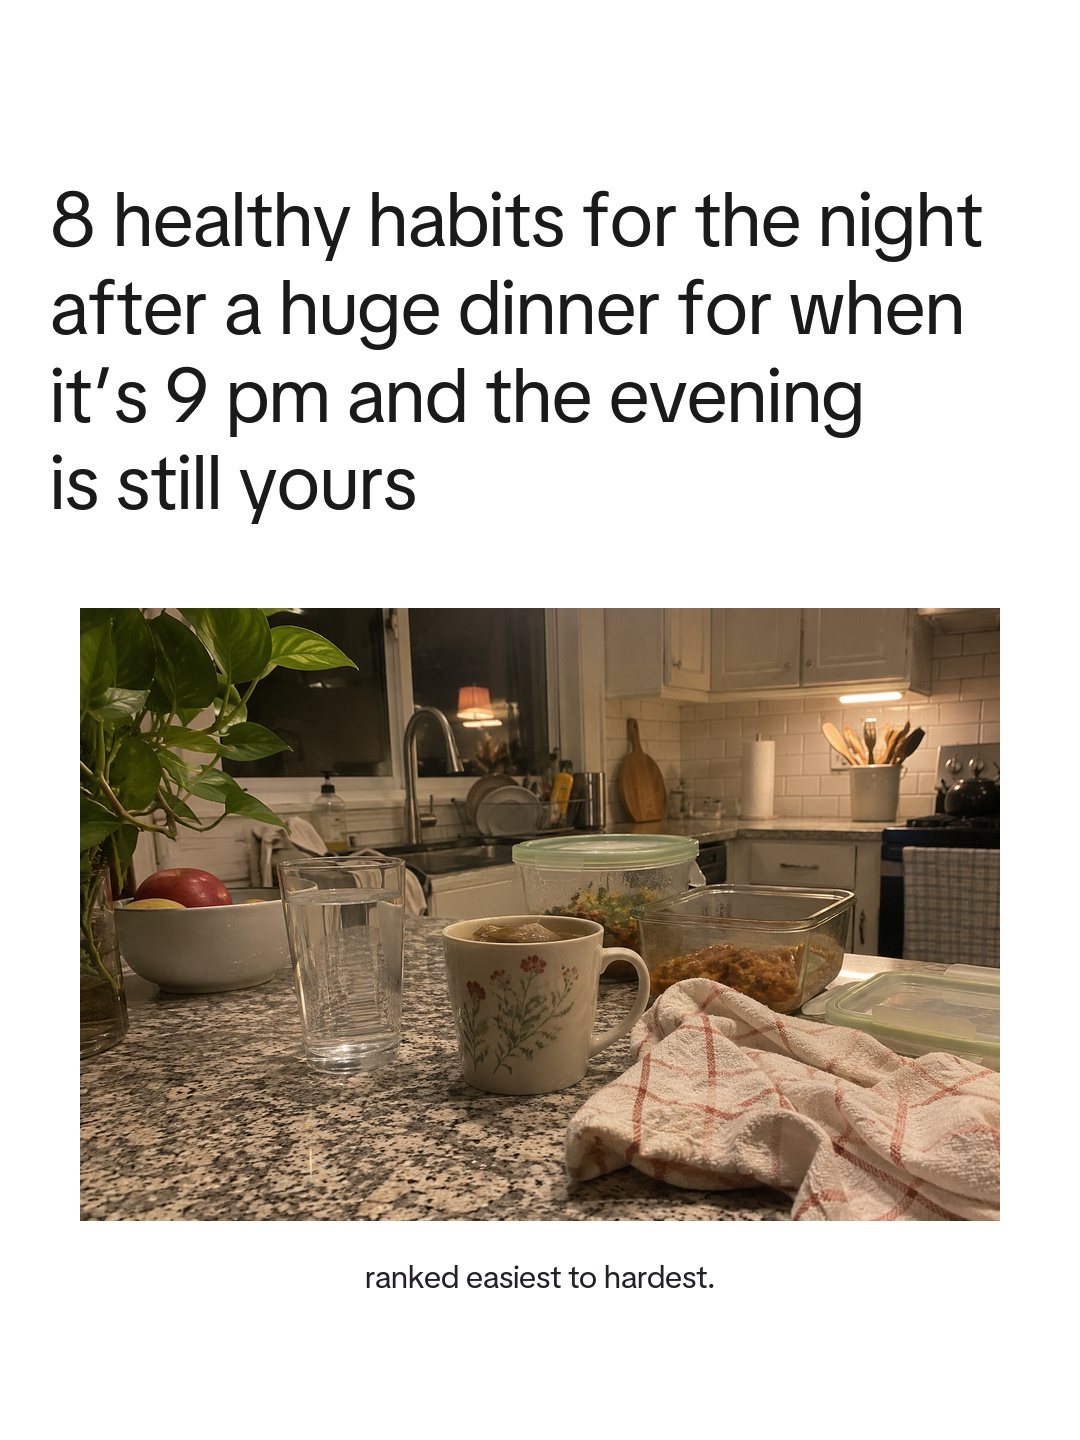 8 healthy habits for the night
after a huge dinner for when
it’s 9 pm and the evening
is still yours
ranked easiest to hardest.